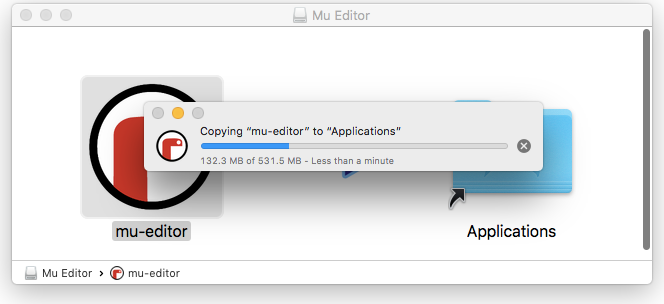 Mu Editor
Copying “mu-editor” to “Applications”
132.3 MB of 531.5 MB - Less than a minute
mu-editor
Applications
Mu Editor › mu-editor